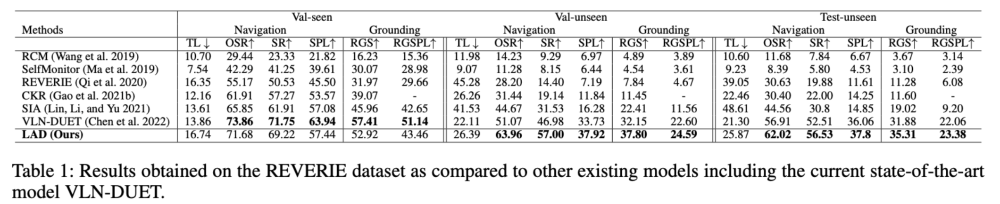 Val-seen Val-unseen Test-unseen
Methods Navigation Grounding Navigation Grounding Navigation Grounding
TL↓ OSR↑ SR↑ SPL↑ RGS↑ RGSPL↑ TL↓ OSR↑ SR↑ SPL↑ RGS↑ RGSPL↑ TL↓ OSR↑ SR↑ SPL↑ RGS↑ RGSPL↑
RCM (Wang et al. 2019) 10.70 29.44 23.33 21.82 16.23 15.36 11.98 14.23 9.29 6.97 4.89 3.89 10.60 11.68 7.84 6.67 3.67 3.14
SelfMonitor (Ma et al. 2019) 7.54 42.29 41.25 39.61 30.07 28.98 9.07 11.28 8.15 6.44 4.54 3.61 9.23 8.39 5.80 4.53 3.10 2.39
REVERIE (Qi et al. 2020) 16.35 55.17 50.53 45.50 31.97 29.66 45.28 28.20 14.40 7.19 7.84 4.67 39.05 30.63 19.88 11.61 11.28 6.08
CKR (Gao et al. 2021b) 12.16 61.91 57.27 53.57 39.07 - 26.26 31.44 19.14 11.84 11.45 - 22.46 30.40 22.00 14.25 11.60 -
SIA (Lin, Li, and Yu 2021) 13.61 65.85 61.91 57.08 45.96 42.65 41.53 44.67 31.53 16.28 22.41 11.56 48.61 44.56 30.8 14.85 19.02 9.20
VLN-DUET (Chen et al. 2022) 13.86 73.86 71.75 63.94 57.41 51.14 22.11 51.07 46.98 33.73 32.15 22.60 21.30 56.91 52.51 36.06 31.88 22.06
LAD (Ours) 16.74 71.68 69.22 57.44 52.92 43.46 26.39 63.96 57.00 37.92 37.80 24.59 25.87 62.02 56.53 37.8 35.31 23.38
Table 1: Results obtained on the REVERIE dataset as compared to other existing models including the current state-of-the-art
model VLN-DUET.